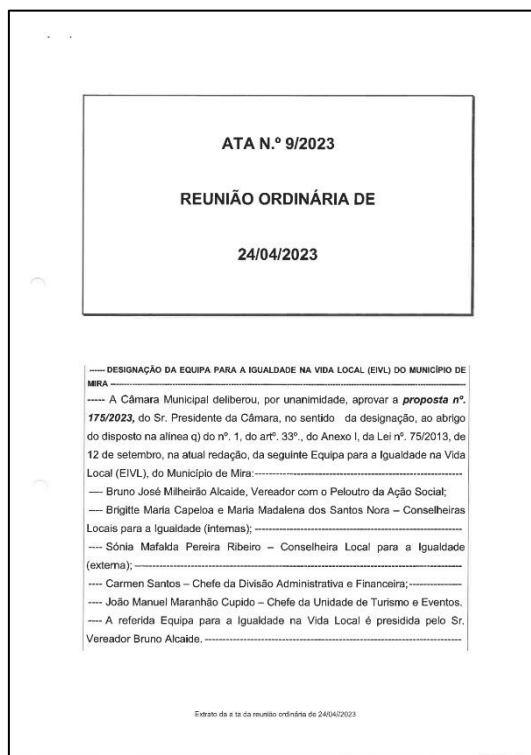 ATA N.º 9/2023
REUNIÃO ORDINÁRIA DE
24/04/2023
----- DESIGNAÇÃO DA EQUIPA PARA A IGUALDADE NA VIDA LOCAL (EIVL) DO MUNICÍPIO DE
MIRA -----
----- A Câmara Municipal deliberou, por unanimidade, aprovar a proposta nº.
175/2023, do Sr. Presidente da Câmara, no sentido da designação, ao abrigo
do disposto na alínea q) do nº. 1, do artº. 33º., do Anexo I, da Lei nº. 75/2013, de
12 de setembro, na atual redação, da seguinte Equipa para a Igualdade na Vida
Local (EIVL), do Município de Mira:-----
---- Bruno José Milheirão Alcaide, Vereador com o Peloutro da Ação Social;
---- Brigitte Maria Capeloa e Maria Madalena dos Santos Nora – Conselheiras
Locais para a Igualdade (internas); -----
---- Sónia Mafalda Pereira Ribeiro – Conselheira Local para a Igualdade
(externa);-----
---- Carmen Santos – Chefe da Divisão Administrativa e Financeira;-----
---- João Manuel Maranhão Cupido – Chefe da Unidade de Turismo e Eventos.
---- A referida Equipa para a Igualdade na Vida Local é presidida pelo Sr.
Vereador Bruno Alcaide. -----
Extrato da a ta da reunião ordinária de 24/04//2023